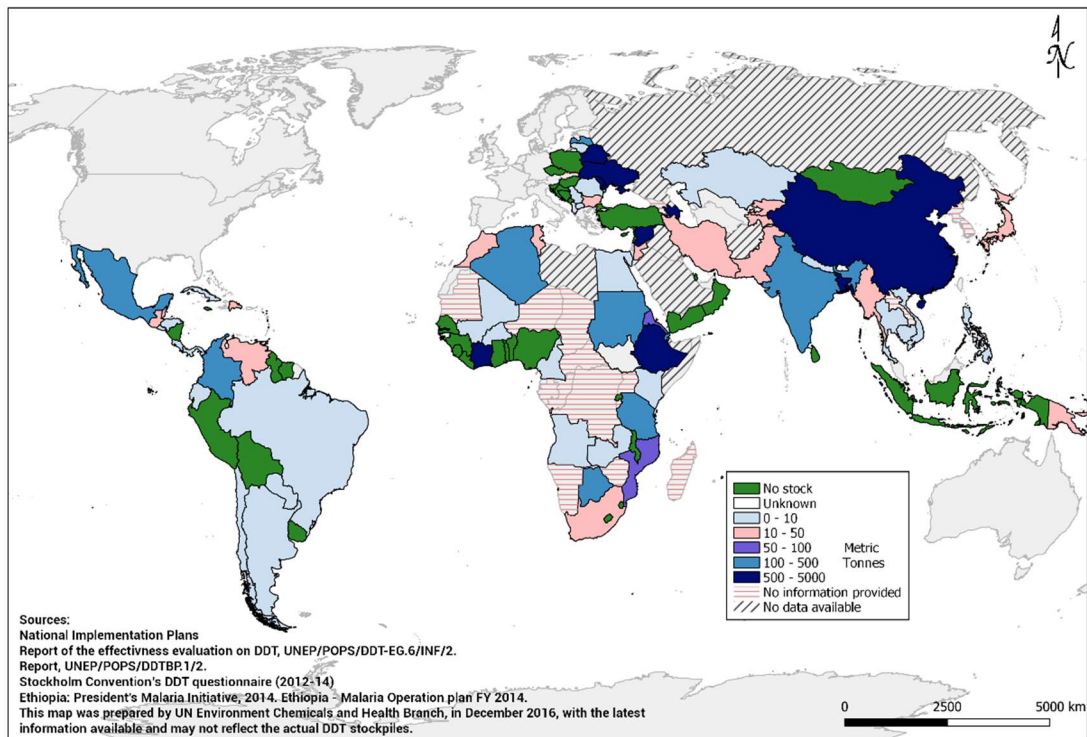 N
No stock
Unknown
0 - 10
10 - 50
50 - 100 Metric
100 - 500 Tonnes
500 - 5000
No information provided
No data available
Sources:
National Implementation Plans
Report of the effectivness evaluation on DDT, UNEP/POPS/DDT-EG.6/INF/2.
Report, UNEP/POPS/DDTBP.1/2.
Stockholm Convention's DDT questionnaire (2012-14)
Ethiopia: President's Malaria Initiative, 2014. Ethiopia - Malaria Operation plan FY 2014.
This map was prepared by UN Environment Chemicals and Health Branch, in December 2016, with the latest
information available and may not reflect the actual DDT stockpiles.
0 2500 5000 km